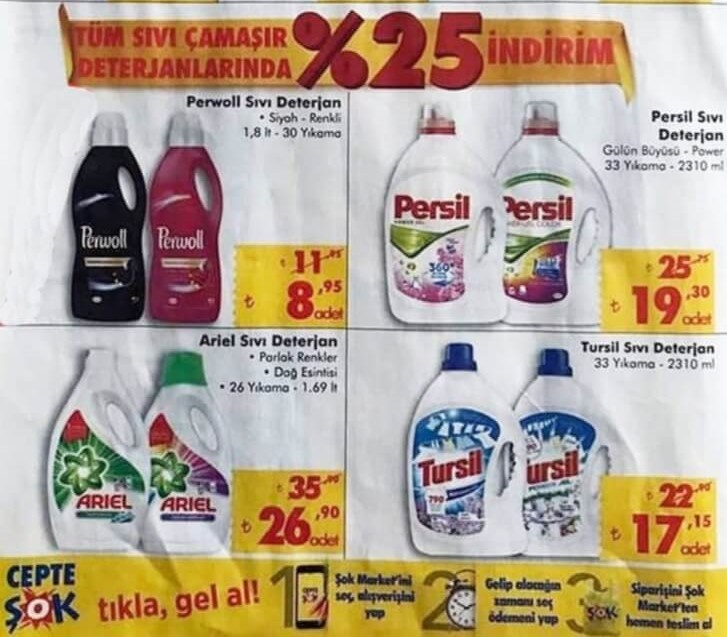 TÜM SIVI ÇAMAŞIR
DETERJANLARINDA
%25 İNDİRİM
Perwoll Sıvı Deterjan
• Siyah - Renkli
1,8 lt - 30 Yıkama
Perwoll
Perwoll
₺ 11,95
₺ 8,95
adet
Persil Sıvı
Deterjan
Gülün Büyüsü - Power
33 Yıkama - 2310 ml
Persil
Persil
360°
₺ 25,75
₺ 19,30
adet
Ariel Sıvı Deterjan
• Parlak Renkler
• Dağ Esintisi
• 26 Yıkama - 1.69 lt
ARIEL
ARIEL
₺ 35,90
₺ 26,90
adet
Tursil Sıvı Deterjan
33 Yıkama - 2310 ml
Tursil
ursil
₺ 22,90
₺ 17,15
adet
CEPTE
ŞOK
tıkla, gel al!
1
Şok Market'ini
seç, alışverişini
yap
2
Gelip alacağın
zamanı seç
ödemeni yap
3
ŞOK
Siparişini Şok
Market'ten
hemen teslim al